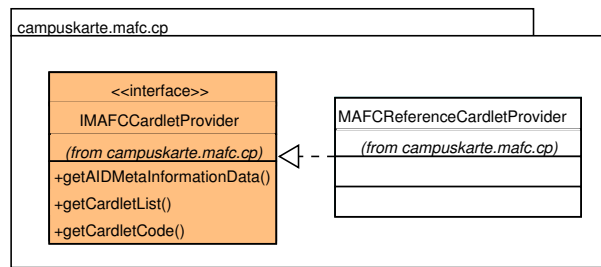 campuskarte.mafc.cp
<<interface>>
IMAFCCardletProvider
(from campuskarte.mafc.cp)
+getAIDMetaInformationData()
+getCardletList()
+getCardletCode()
MAFCReferenceCardletProvider
(from campuskarte.mafc.cp)